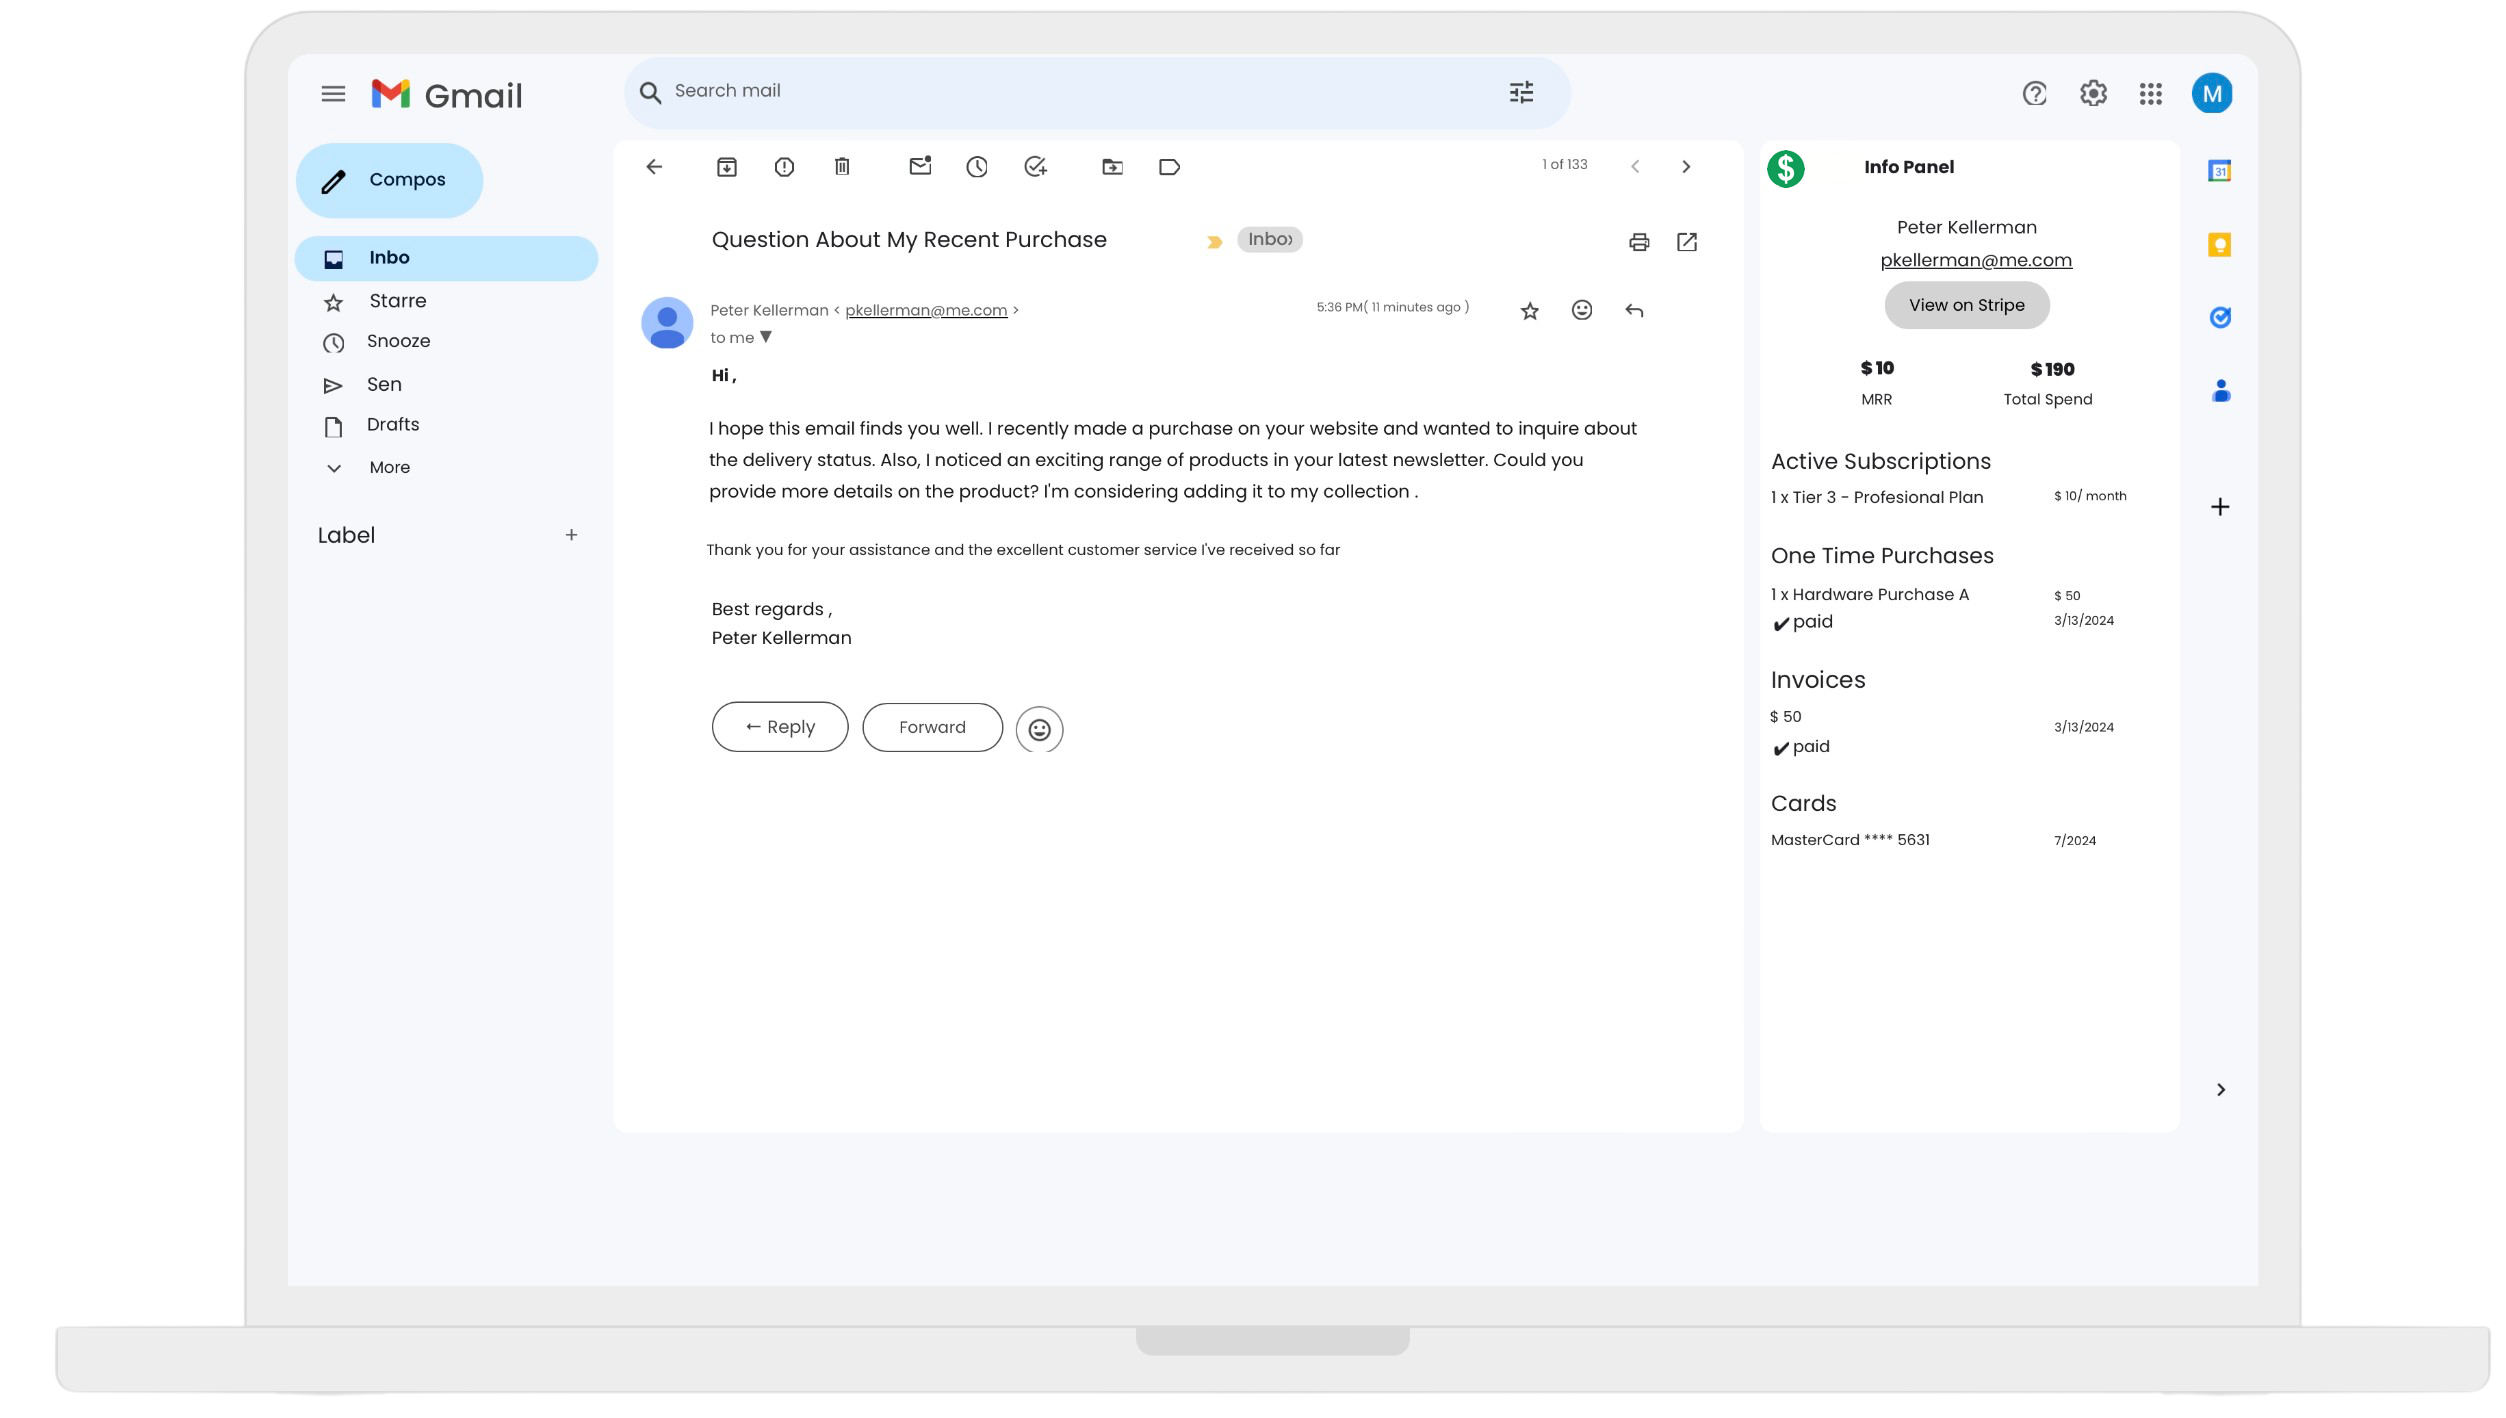 Gmail
Search mail
M
Compos
Inbo
Starre
Snooze
Sen
Drafts
More
Label +
1 of 133
Question About My Recent Purchase
Inbox
Peter Kellerman < pkellerman@me.com >
5:36 PM( 11 minutes ago )
to me ▼
Hi ,
I hope this email finds you well. I recently made a purchase on your website and wanted to inquire about
the delivery status. Also, I noticed an exciting range of products in your latest newsletter. Could you
provide more details on the product? I'm considering adding it to my collection .
Thank you for your assistance and the excellent customer service I've received so far
Best regards ,
Peter Kellerman
← Reply
Forward
$
Info Panel
Peter Kellerman
pkellerman@me.com
View on Stripe
$ 10 $ 190
MRR Total Spend
Active Subscriptions
1 x Tier 3 - Profesional Plan $ 10/ month
One Time Purchases
1 x Hardware Purchase A $ 50
✔ paid 3/13/2024
Invoices
$ 50
3/13/2024
✔ paid
Cards
MasterCard **** 5631 7/2024
31